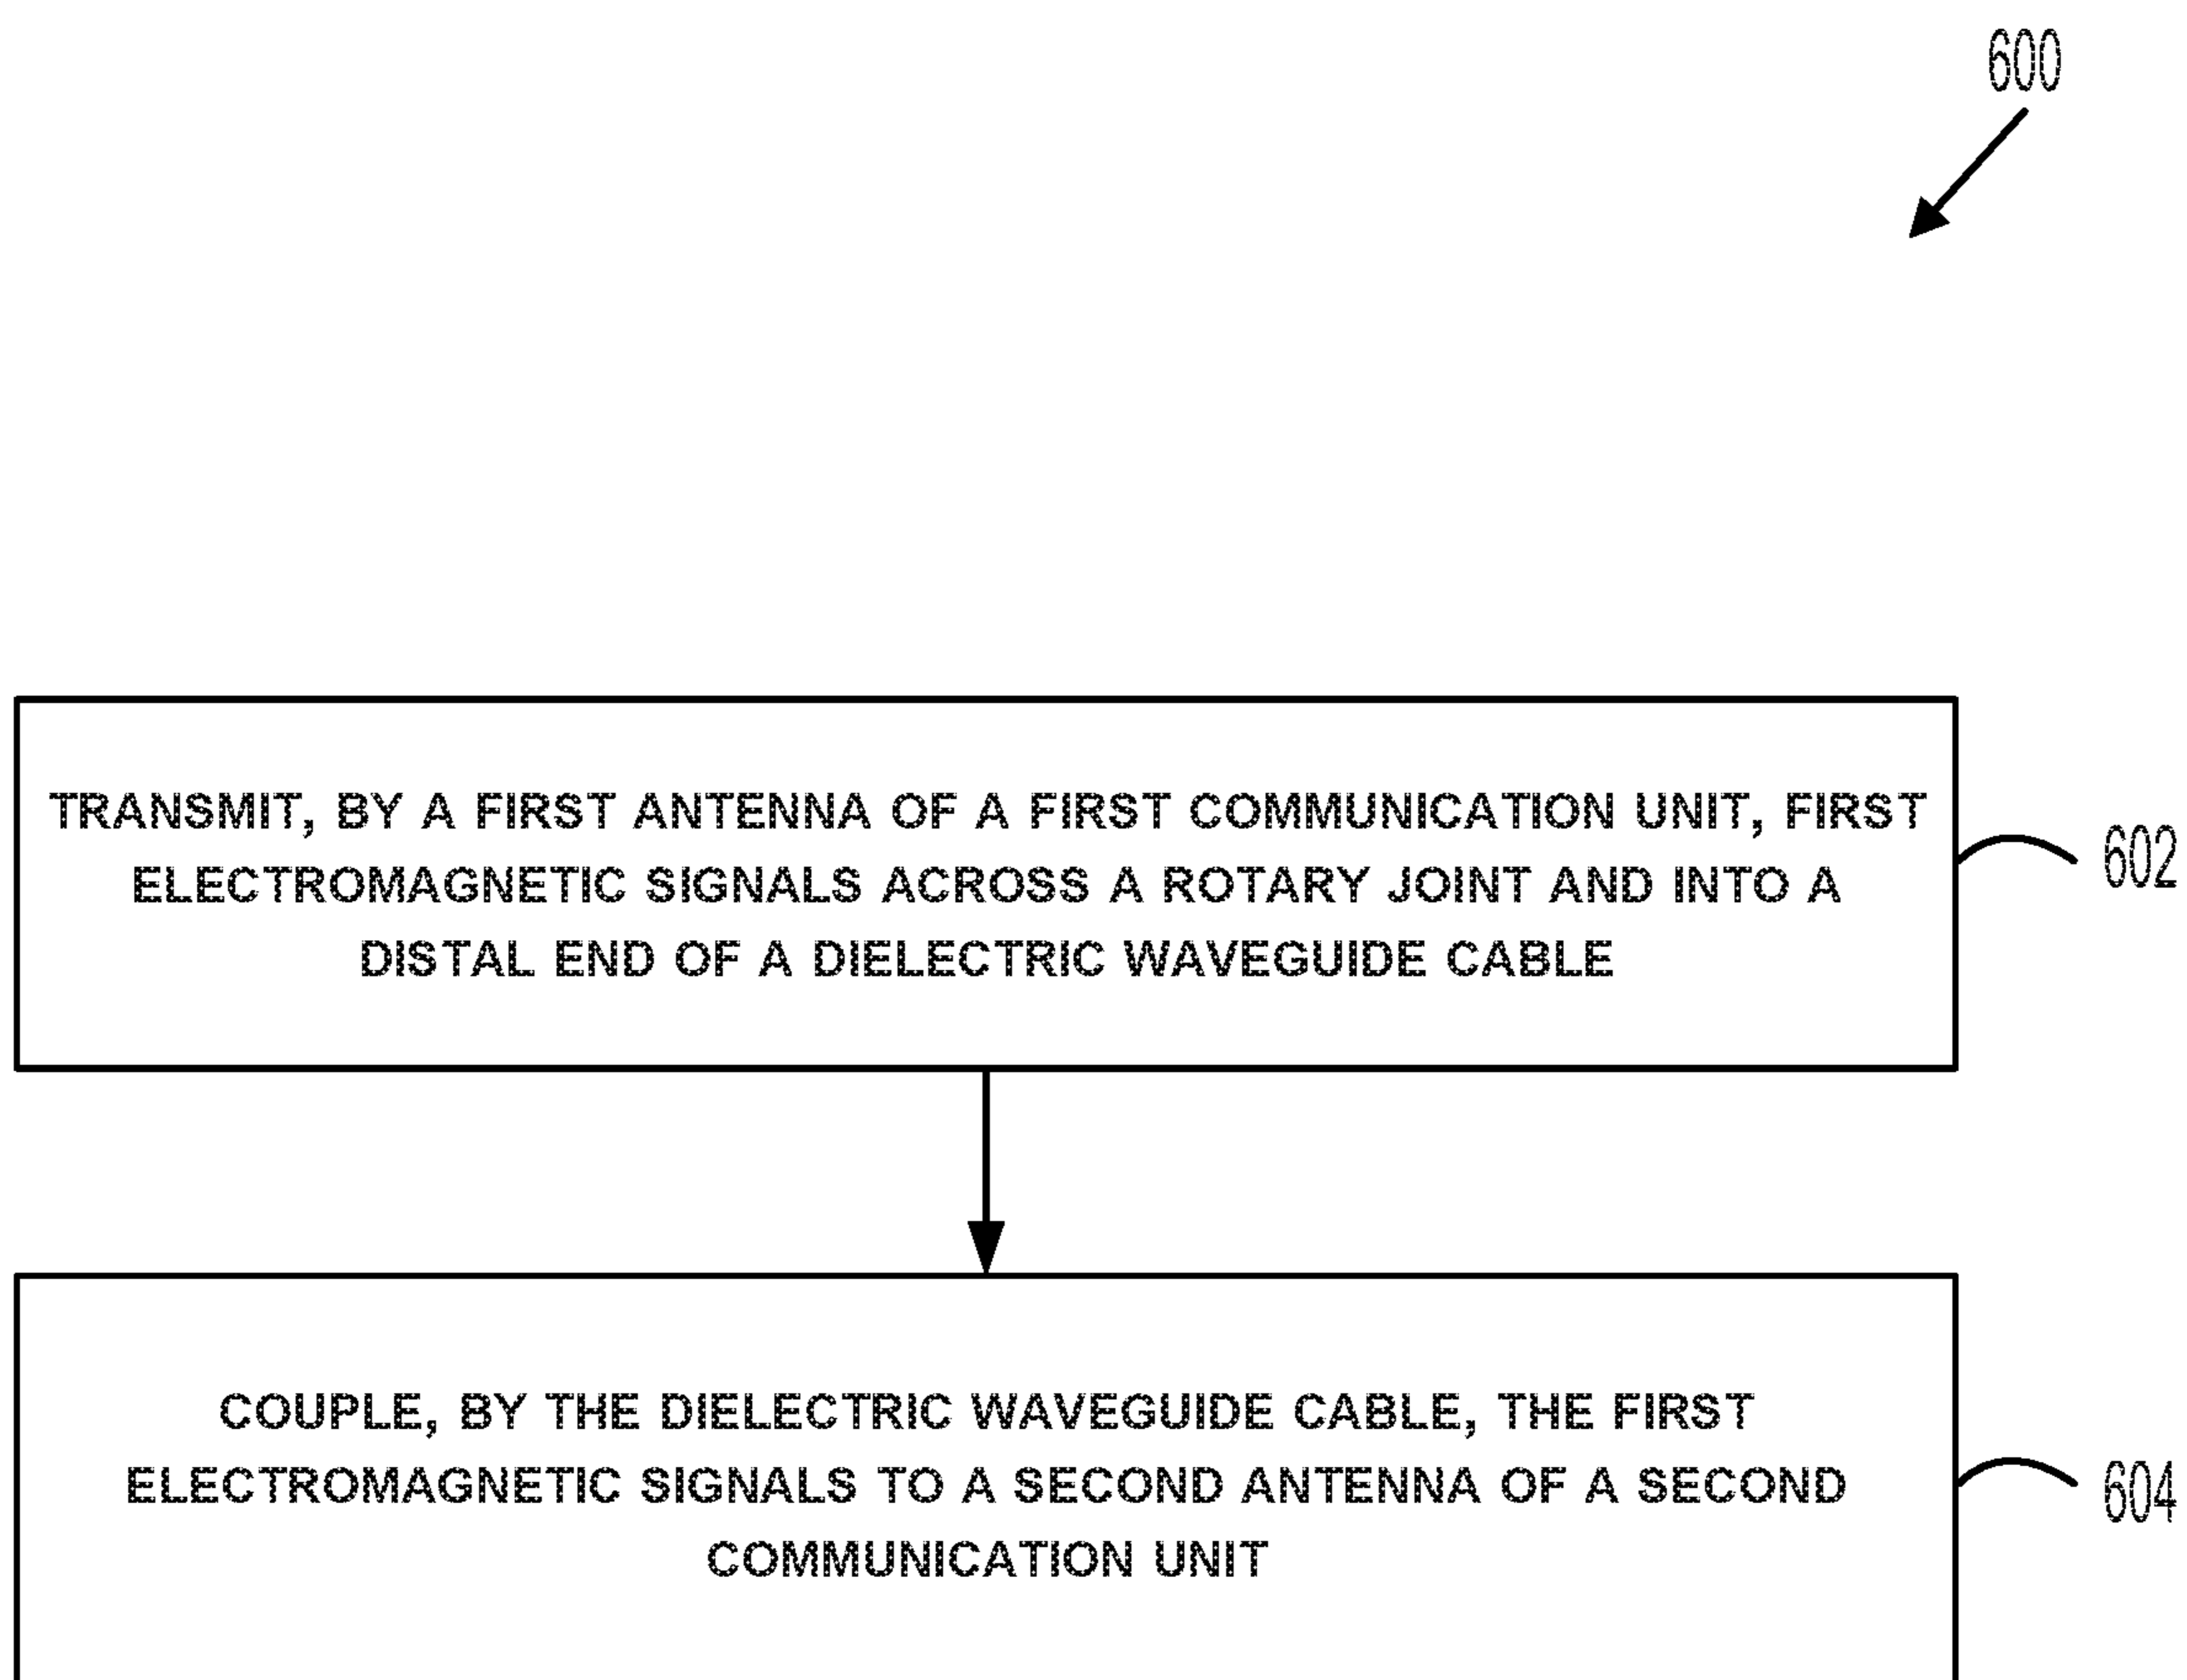 600
TRANSMIT, BY A FIRST ANTENNA OF A FIRST COMMUNICATION UNIT, FIRST
ELECTROMAGNETIC SIGNALS ACROSS A ROTARY JOINT AND INTO A
DISTAL END OF A DIELECTRIC WAVEGUIDE CABLE
602
COUPLE, BY THE DIELECTRIC WAVEGUIDE CABLE, THE FIRST
ELECTROMAGNETIC SIGNALS TO A SECOND ANTENNA OF A SECOND
COMMUNICATION UNIT
604